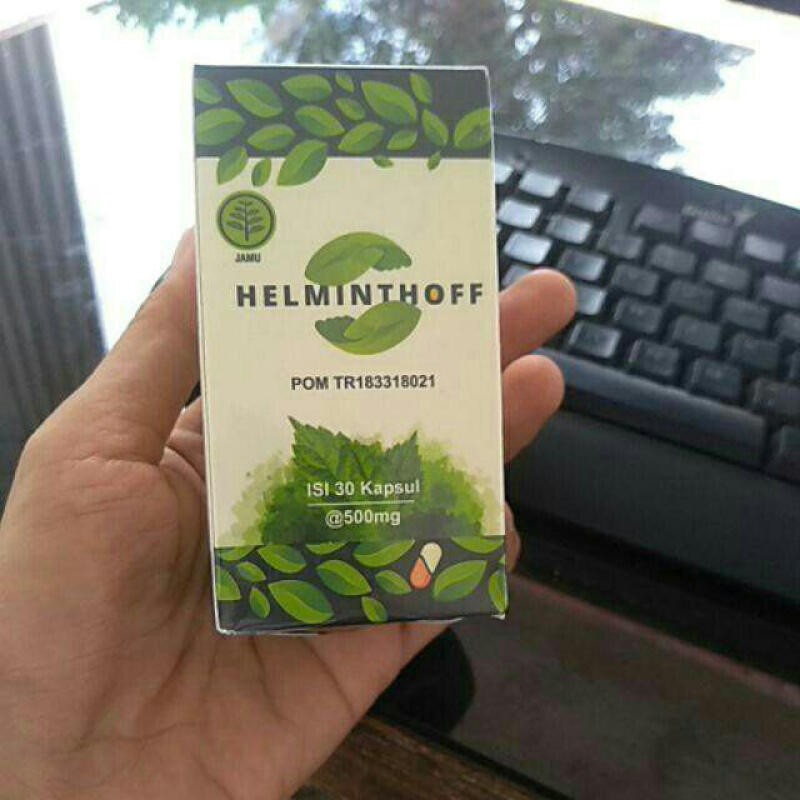 JAMU
HELMINTHOFF
POM TR183318021
ISI 30 Kapsul
@500mg